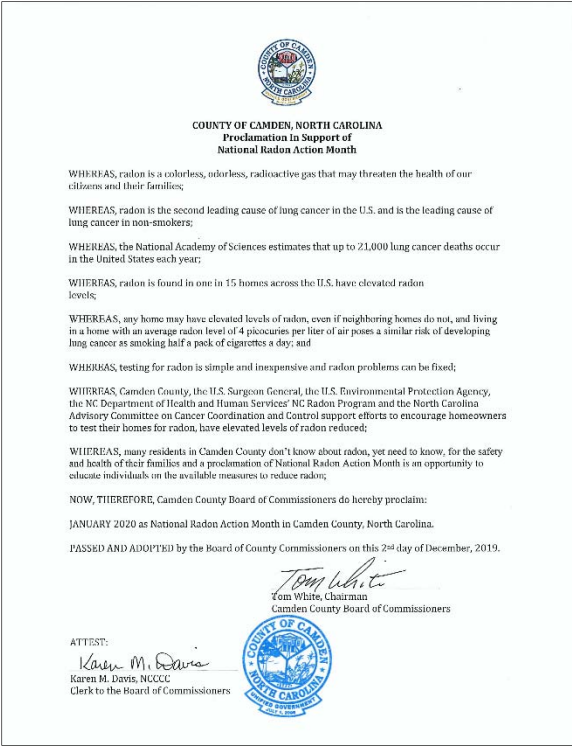 COUNTY OF CAMDEN
NORTH CAROLINA
COUNTY OF CAMDEN, NORTH CAROLINA
Proclamation In Support of
National Radon Action Month
WHEREAS, radon is a colorless, odorless, radioactive gas that may threaten the health of our
citizens and their families;
WHEREAS, radon is the second leading cause of lung cancer in the U.S. and is the leading cause of
lung cancer in non-smokers;
WHEREAS, the National Academy of Sciences estimates that up to 21,000 lung cancer deaths occur
in the United States each year;
WHEREAS, radon is found in one in 15 homes across the U.S. have elevated radon
levels;
WHEREAS, any home may have elevated levels of radon, even if neighboring homes do not, and living
in a home with an average radon level of 4 picocuries per liter of air poses a similar risk of developing
lung cancer as smoking half a pack of cigarettes a day; and
WHEREAS, testing for radon is simple and inexpensive and radon problems can be fixed;
WHEREAS, Camden County, the U.S. Surgeon General, the U.S. Environmental Protection Agency,
the NC Department of Health and Human Services' NC Radon Program and the North Carolina
Advisory Committee on Cancer Coordination and Control support efforts to encourage homeowners
to test their homes for radon, have elevated levels of radon reduced;
WHEREAS, many residents in Camden County don't know about radon, yet need to know, for the safety
and health of their families and a proclamation of National Radon Action Month is an opportunity to
educate individuals on the available measures to reduce radon;
NOW, THEREFORE, Camden County Board of Commissioners do hereby proclaim:
JANUARY 2020 as National Radon Action Month in Camden County, North Carolina.
PASSED AND ADOPTED by the Board of County Commissioners on this 2nd day of December, 2019.
Tom White
Tom White, Chairman
Camden County Board of Commissioners
ATTEST:
Karen M. Davis
Karen M. Davis, NCCCC
Clerk to the Board of Commissioners
COUNTY OF CAMDEN
NORTH CAROLINA
UNIFIED GOVERNMENT